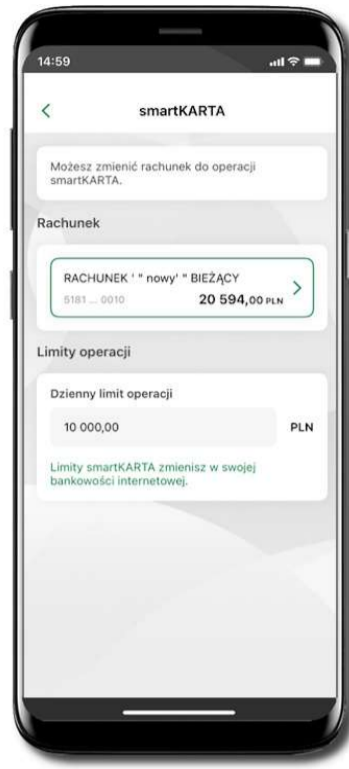 14:59
smartKARTA
Możesz zmienić rachunek do operacji
smartKARTA.
Rachunek
RACHUNEK ' " nowy' " BIEŻĄCY
5181 ... 0010 20 594,00 PLN
Limity operacji
Dzienny limit operacji
10 000,00 PLN
Limity smartKARTA zmienisz w swojej
bankowości internetowej.